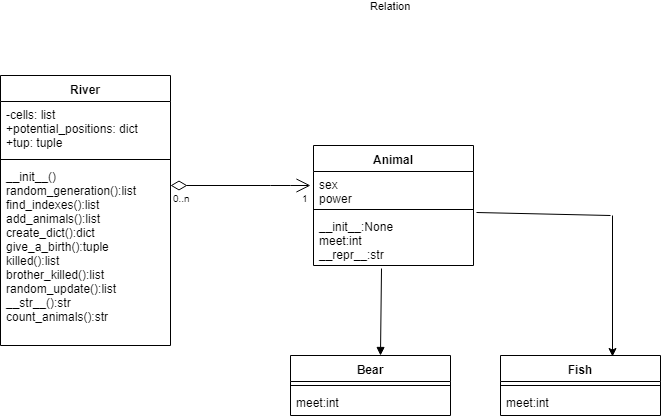 Relation
River
-cells: list
+potential_positions: dict
+tup: tuple
__init__()
random_generation():list
find_indexes():list
add_animals():list
create_dict():dict
give_a_birth():tuple
killed():list
brother_killed():list
random_update():list
__str__():str
count_animals:str
0..n
1
Animal
sex
power
__init__:None
meet:int
__repr__:str
Bear
meet:int
Fish
meet:int